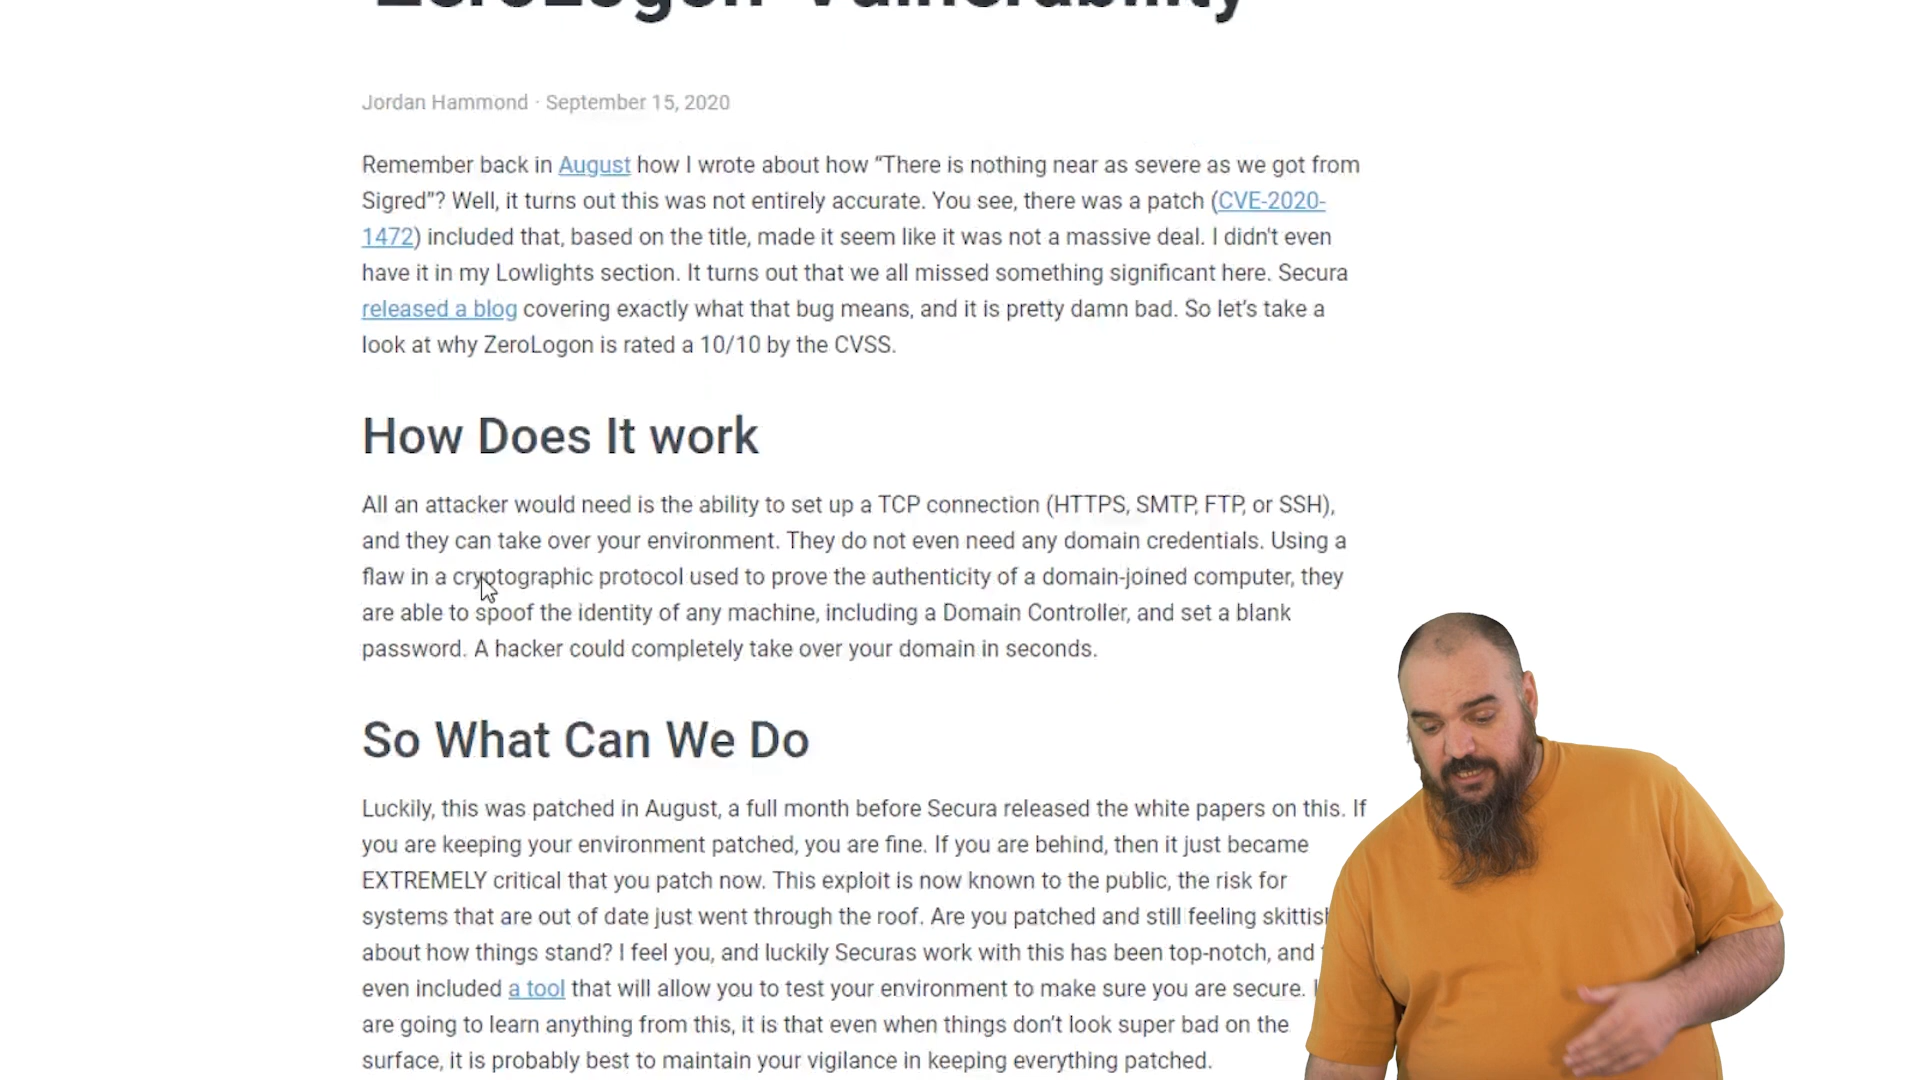 "ZeroLogon" Vulnerability
Jordan Hammond · September 15, 2020
Remember back in August how I wrote about how “There is nothing near as severe as we got from
Sigred”? Well, it turns out this was not entirely accurate. You see, there was a patch (CVE-2020-
1472) included that, based on the title, made it seem like it was not a massive deal. I didn't even
have it in my Lowlights section. It turns out that we all missed something significant here. Secura
released a blog covering exactly what that bug means, and it is pretty damn bad. So let’s take a
look at why ZeroLogon is rated a 10/10 by the CVSS.
How Does It work
All an attacker would need is the ability to set up a TCP connection (HTTPS, SMTP, FTP, or SSH),
and they can take over your environment. They do not even need any domain credentials. Using a
flaw in a cryptographic protocol used to prove the authenticity of a domain-joined computer, they
are able to spoof the identity of any machine, including a Domain Controller, and set a blank
password. A hacker could completely take over your domain in seconds.
So What Can We Do
Luckily, this was patched in August, a full month before Secura released the white papers on this. If
you are keeping your environment patched, you are fine. If you are behind, then it just became
EXTREMELY critical that you patch now. This exploit is now known to the public, the risk for
systems that are out of date just went through the roof. Are you patched and still feeling skittish
about how things stand? I feel you, and luckily Securas work with this has been top-notch, and
even included a tool that will allow you to test your environment to make sure you are secure.
are going to learn anything from this, it is that even when things don’t look super bad on the
surface, it is probably best to maintain your vigilance in keeping everything patched.